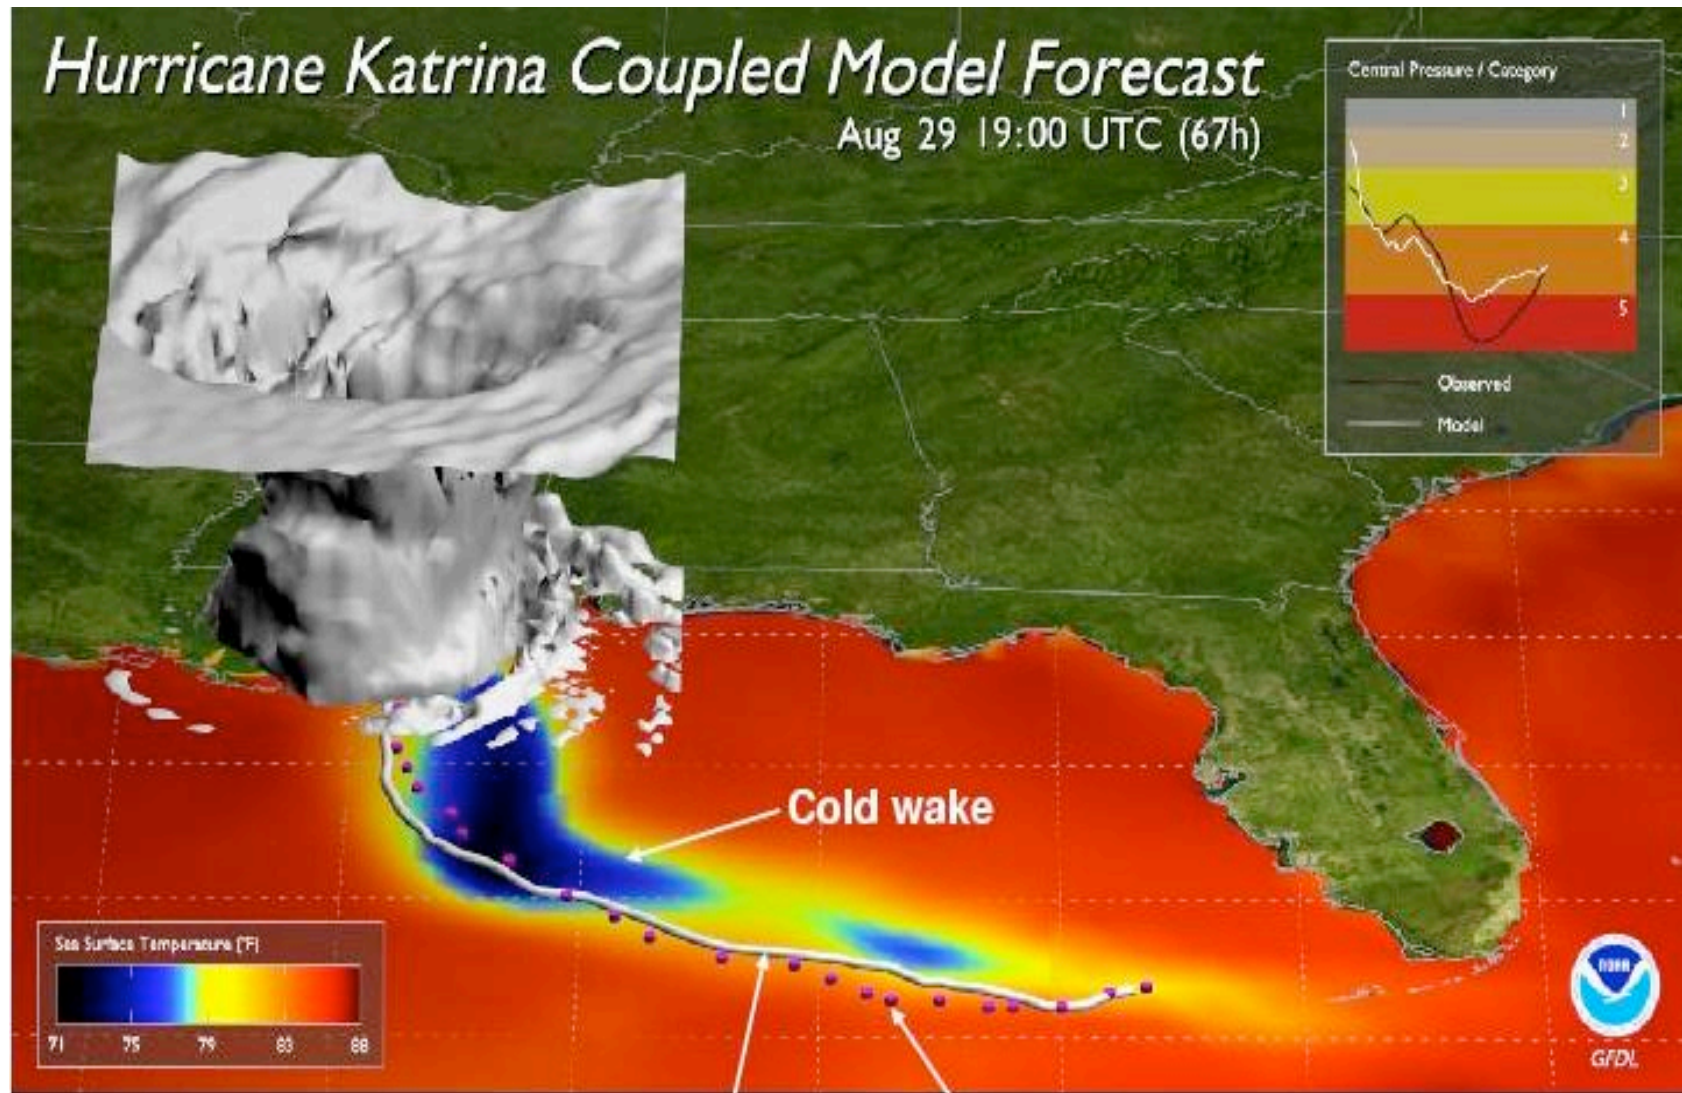 Hurricane Katrina Coupled Model Forecast
Aug 29 19:00 UTC (67h)
Central Pressure / Category
1
2
3
4
5
Observed
Model
Cold wake
Sea Surface Temperature (°F)
71 75 79 83 88
NOAA
GFDL